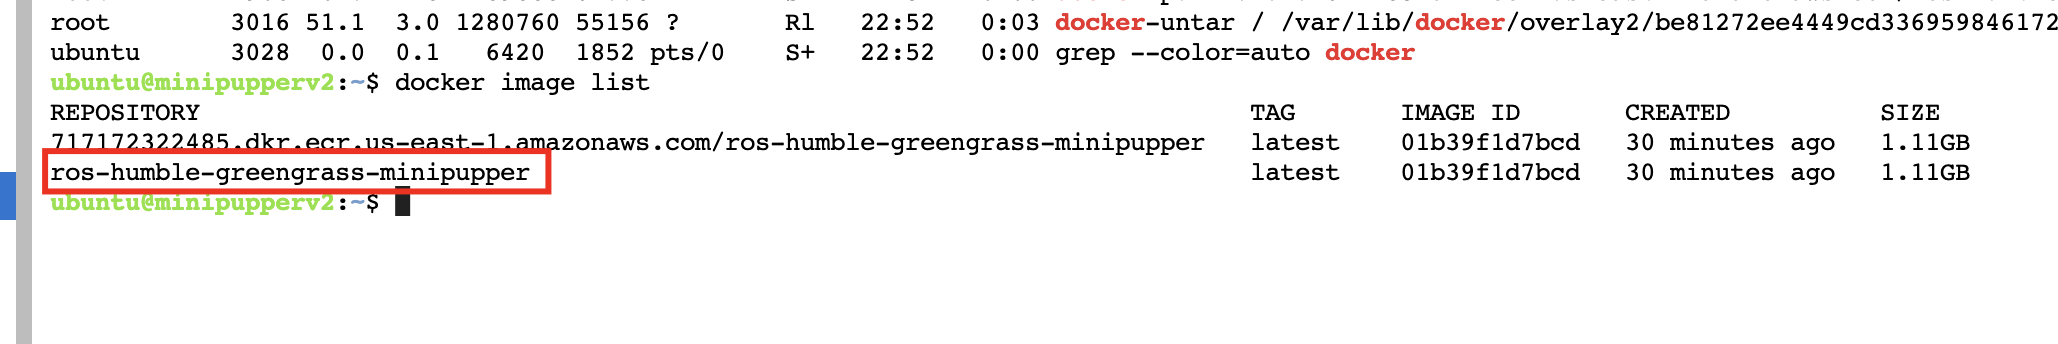 root 3016 51.1 3.0 1280760 55156 ? Rl 22:52 0:03 docker-untar / /var/lib/docker/overlay2/be81272ee4449cd336959846172
ubuntu 3028 0.0 0.1 6420 1852 pts/0 S+ 22:52 0:00 grep --color=auto docker
ubuntu@minipupperv2:~$ docker image list
REPOSITORY TAG IMAGE ID CREATED SIZE
717172322485.dkr.ecr.us-east-1.amazonaws.com/ros-humble-greengrass-minipupper latest 01b39f1d7bcd 30 minutes ago 1.11GB
ros-humble-greengrass-minipupper latest 01b39f1d7bcd 30 minutes ago 1.11GB
ubuntu@minipupperv2:~$